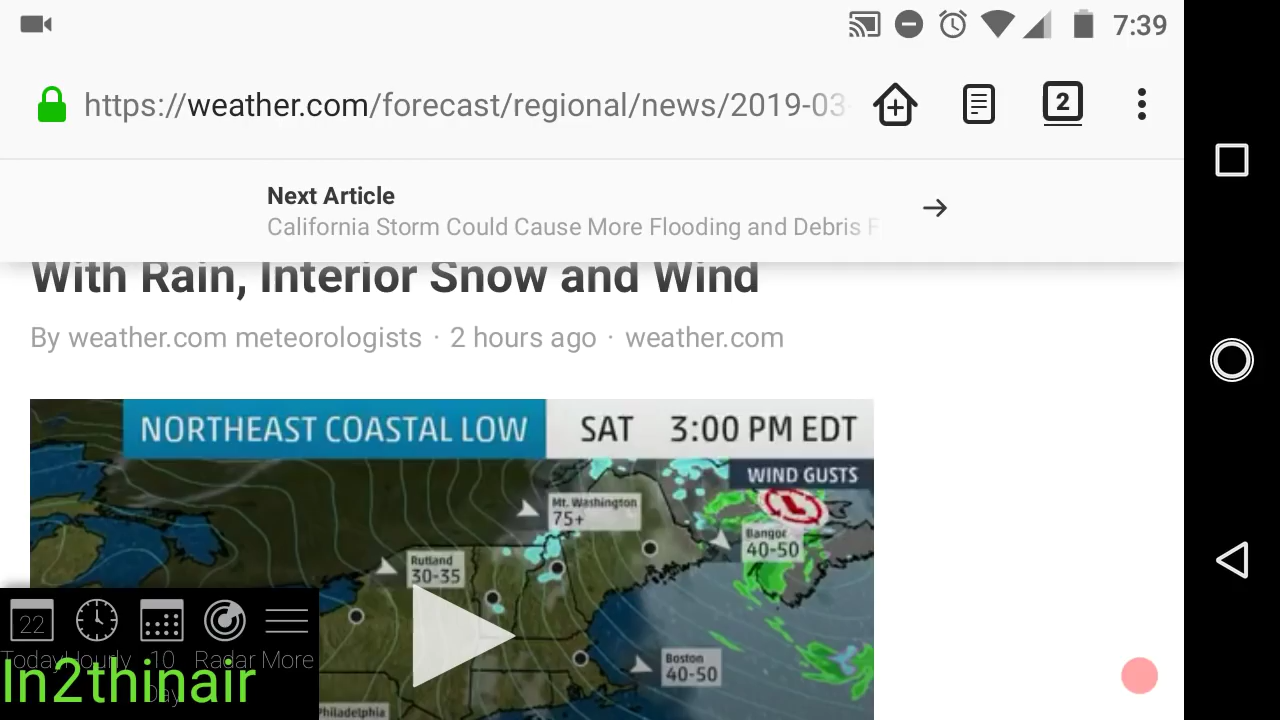 7:39
https://weather.com/forecast/regional/news/2019-03-
2
Next Article
California Storm Could Cause More Flooding and Debris F
With Rain, Interior Snow and Wind
By weather.com meteorologists · 2 hours ago · weather.com
NORTHEAST COASTAL LOW SAT 3:00 PM EDT
WIND GUSTS
Mt. Washington
75+
Bangor
40-50
Rutland
30-35
Boston
40-50
Philadelphia
22
Today Hourly 10 Day Radar More
In2thinair